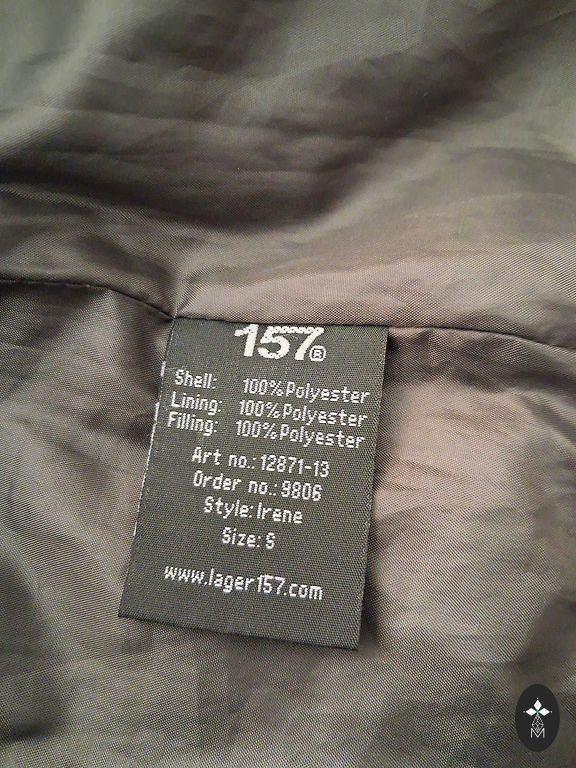 157®
Shell: 100% Polyester
Lining: 100% Polyester
Filling: 100% Polyester
Art no.: 12871-13
Order no.: 9806
Style: Irene
Size: S
www.lager157.com
M